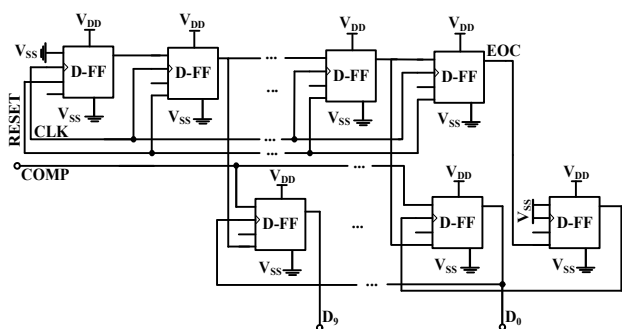 V_DD V_DD V_DD V_DD
V_SS D-FF D-FF ... D-FF D-FF EOC
...
RESET
V_SS V_SS V_SS V_SS
CLK ...
...
COMP ...
V_DD V_DD V_DD
D-FF ... D-FF V_SS D-FF
V_SS V_SS V_SS
...
D_9 D_0